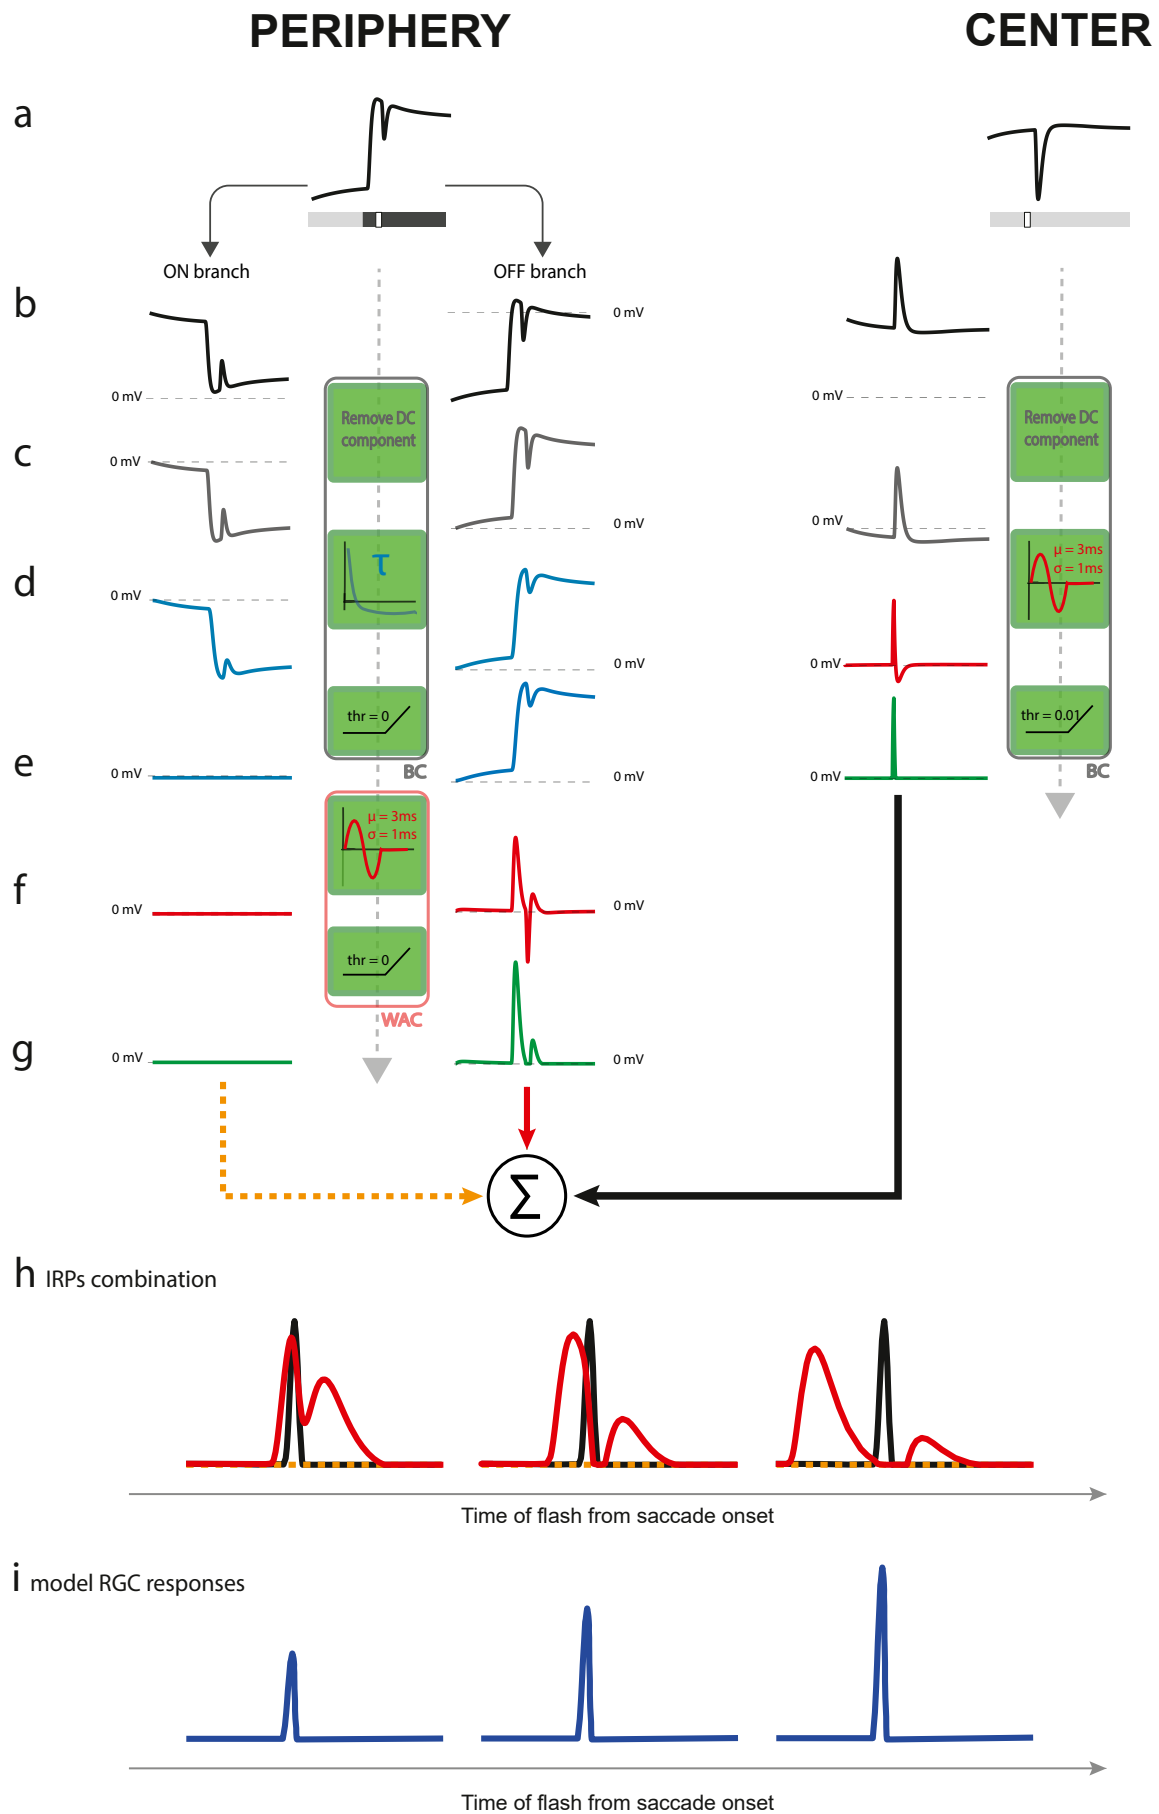 PERIPHERY
CENTER
a
ON branch
OFF branch
b
0 mV
0 mV
0 mV
Remove DC
component
Remove DC
component
c
0 mV
0 mV
0 mV
τ
μ = 3ms
σ = 1ms
d
0 mV
0 mV
0 mV
thr = 0
thr = 0.01
e
0 mV
0 mV
0 mV
BC
BC
μ = 3ms
σ = 1ms
f
0 mV
0 mV
thr = 0
WAC
g
0 mV
0 mV
Σ
h IRPs combination
Time of flash from saccade onset
i model RGC responses
Time of flash from saccade onset